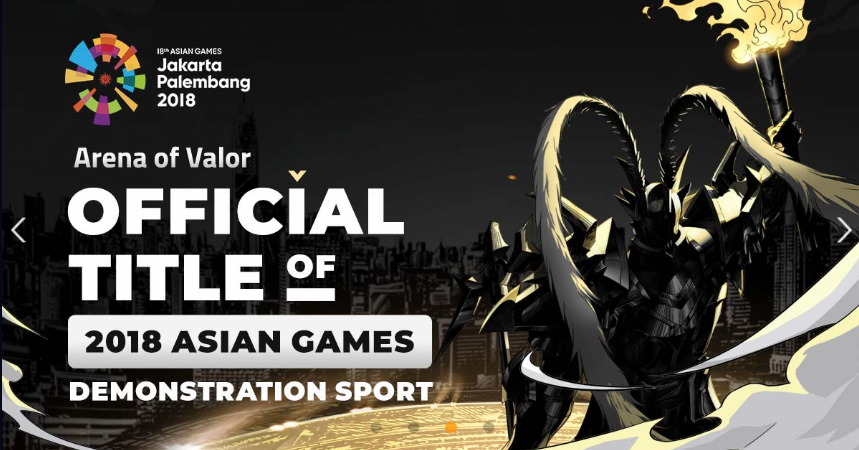 18th ASIAN GAMES
Jakarta
Palembang
2018
Arena of Valor
OFFICIAL
TITLE OF
2018 ASIAN GAMES
DEMONSTRATION SPORT